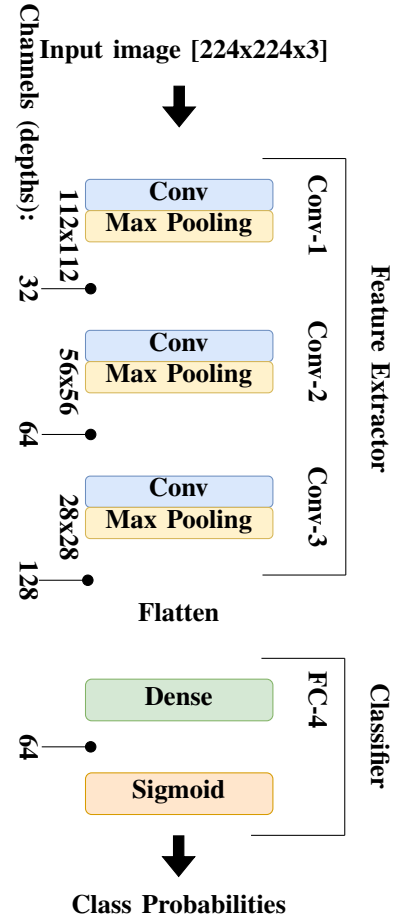 Input image [224x224x3]
Channels (depths):
Conv
Max Pooling
112x112
Conv-1
32
Feature Extractor
Conv
Max Pooling
56x56
Conv-2
64
Conv
Max Pooling
28x28
Conv-3
128
Flatten
Dense
FC-4
Classifier
64
Sigmoid
Class Probabilities